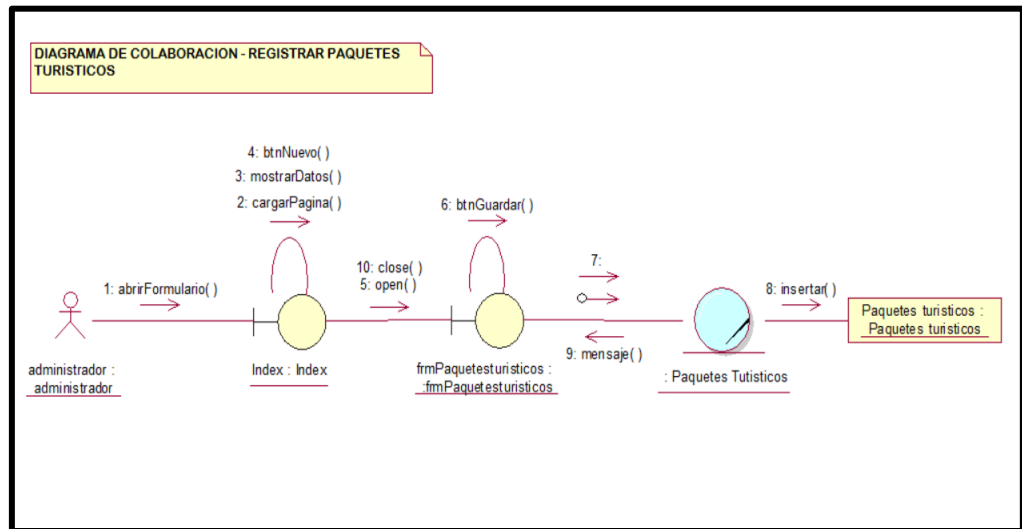 DIAGRAMA DE COLABORACION - REGISTRAR PAQUETES
TURISTICOS
4: btnNuevo( )
3: mostrarDatos( )
2: cargarPagina( )
6: btnGuardar( )
7:
10: close( )
5: open( )
1: abrirFormulario( )
8: insertar( )
9: mensaje( )
Paquetes turisticos :
Paquetes turisticos
administrador :
administrador
Index : Index
frmPaquetesturisticos :
:frmPaquetesturisticos
: Paquetes Tutisticos